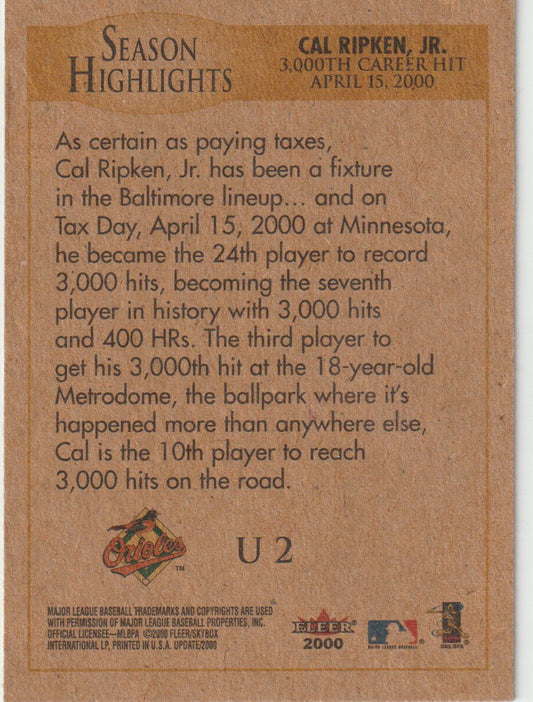 SEASON
HIGHLIGHTS
CAL RIPKEN, JR.
3,000TH CAREER HIT
APRIL 15, 2000
As certain as paying taxes,
Cal Ripken, Jr. has been a fixture
in the Baltimore lineup... and on
Tax Day, April 15, 2000 at Minnesota,
he became the 24th player to record
3,000 hits, becoming the seventh
player in history with 3,000 hits
and 400 HRs. The third player to
get his 3,000th hit at the 18-year-old
Metrodome, the ballpark where it's
happened more than anywhere else,
Cal is the 10th player to reach
3,000 hits on the road.
Orioles
TM
U 2
MAJOR LEAGUE BASEBALL TRADEMARKS AND COPYRIGHTS ARE USED
WITH PERMISSION OF MAJOR LEAGUE BASEBALL PROPERTIES, INC.
OFFICIAL LICENSEE—MLBPA ©2000 FLEER/SKYBOX
INTERNATIONAL LP, PRINTED IN U.S.A. UPDATE/2000
FLEER
2000
MAJOR LEAGUE BASEBALL